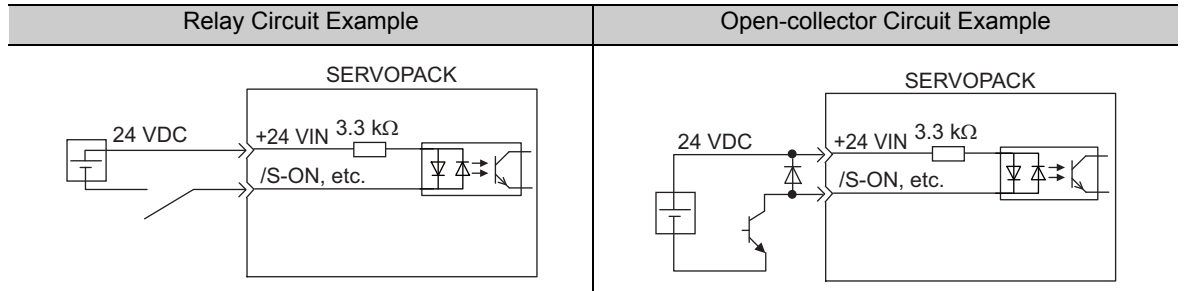 Relay Circuit Example
Open-collector Circuit Example
SERVOPACK
24 VDC
+24 VIN
3.3 kΩ
/S-ON, etc.
SERVOPACK
24 VDC
+24 VIN
3.3 kΩ
/S-ON, etc.